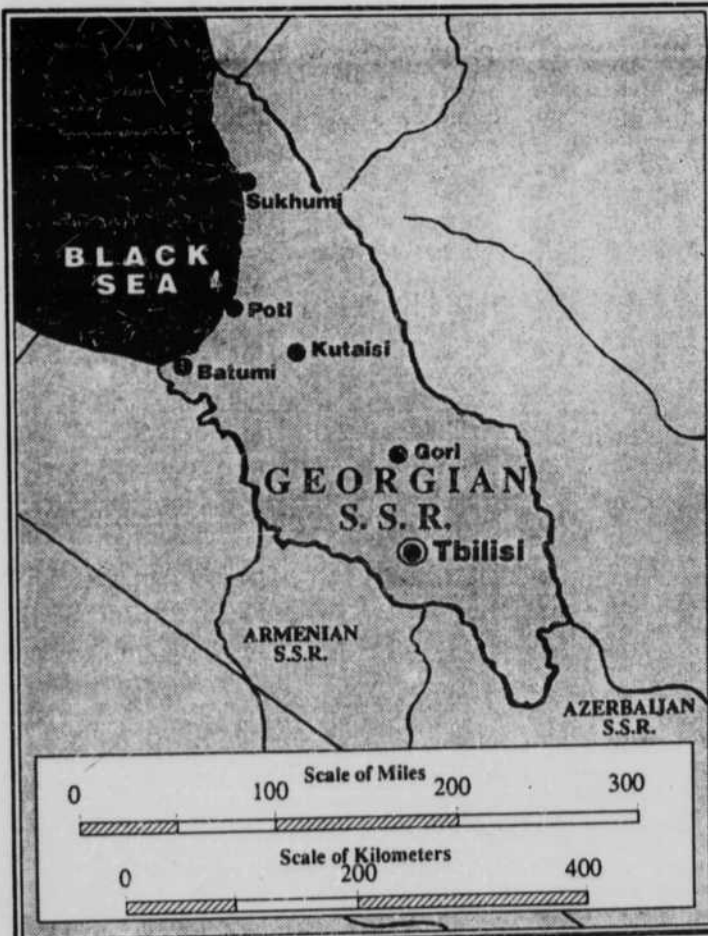 Sukhumi
BLACK
SEA
Poti
Kutaisi
Batumi
Gori
GEORGIAN
S. S. R.
Tbilisi
ARMENIAN
S.S.R.
AZERBAIJAN
S.S.R.
Scale of Miles
0 100 200 300
Scale of Kilometers
0 200 400